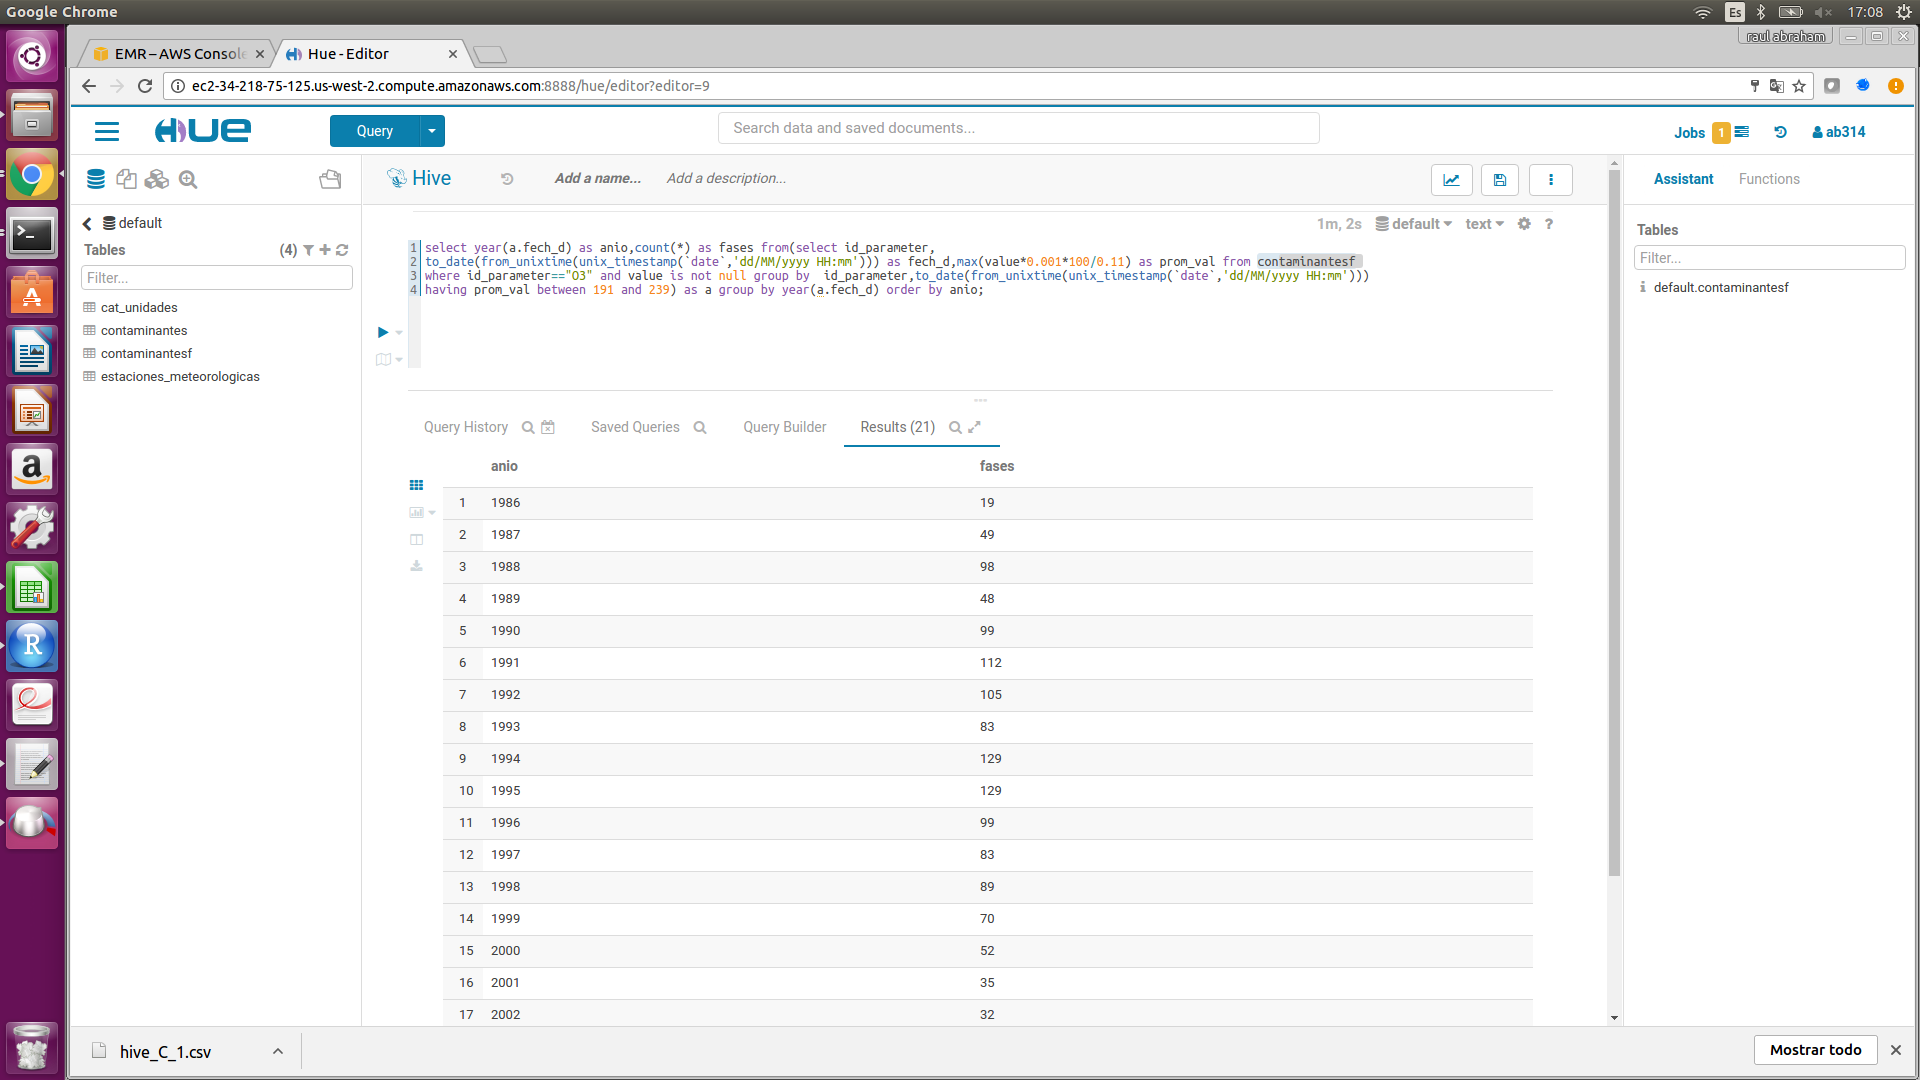 Google Chrome
Es
17:08
EMR – AWS Console
Hue - Editor
raul abraham
ec2-34-218-75-125.us-west-2.compute.amazonaws.com:8888/hue/editor?editor=9
HUE
Query
Search data and saved documents...
Jobs 1
ab314
Hive
Add a name...
Add a description...
Assistant
Functions
default
Tables
(4)
Filter...
cat_unidades
contaminantes
contaminantesf
estaciones_meteorologicas
1m, 2s
default
text
?
1 select year(a.fech_d) as anio,count(*) as fases from(select id_parameter,
2 to_date(from_unixtime(unix_timestamp(`date`,'dd/MM/yyyy HH:mm'))) as fech_d,max(value*0.001*100/0.11) as prom_val from contaminantesf
3 where id_parameter=="O3" and value is not null group by  id_parameter,to_date(from_unixtime(unix_timestamp(`date`,'dd/MM/yyyy HH:mm')))
4 having prom_val between 191 and 239) as a group by year(a.fech_d) order by anio;
Tables
Filter...
default.contaminantesf
Query History
Saved Queries
Query Builder
Results (21)
anio fases
1 1986 19
2 1987 49
3 1988 98
4 1989 48
5 1990 99
6 1991 112
7 1992 105
8 1993 83
9 1994 129
10 1995 129
11 1996 99
12 1997 83
13 1998 89
14 1999 70
15 2000 52
16 2001 35
17 2002 32
hive_C_1.csv
Mostrar todo